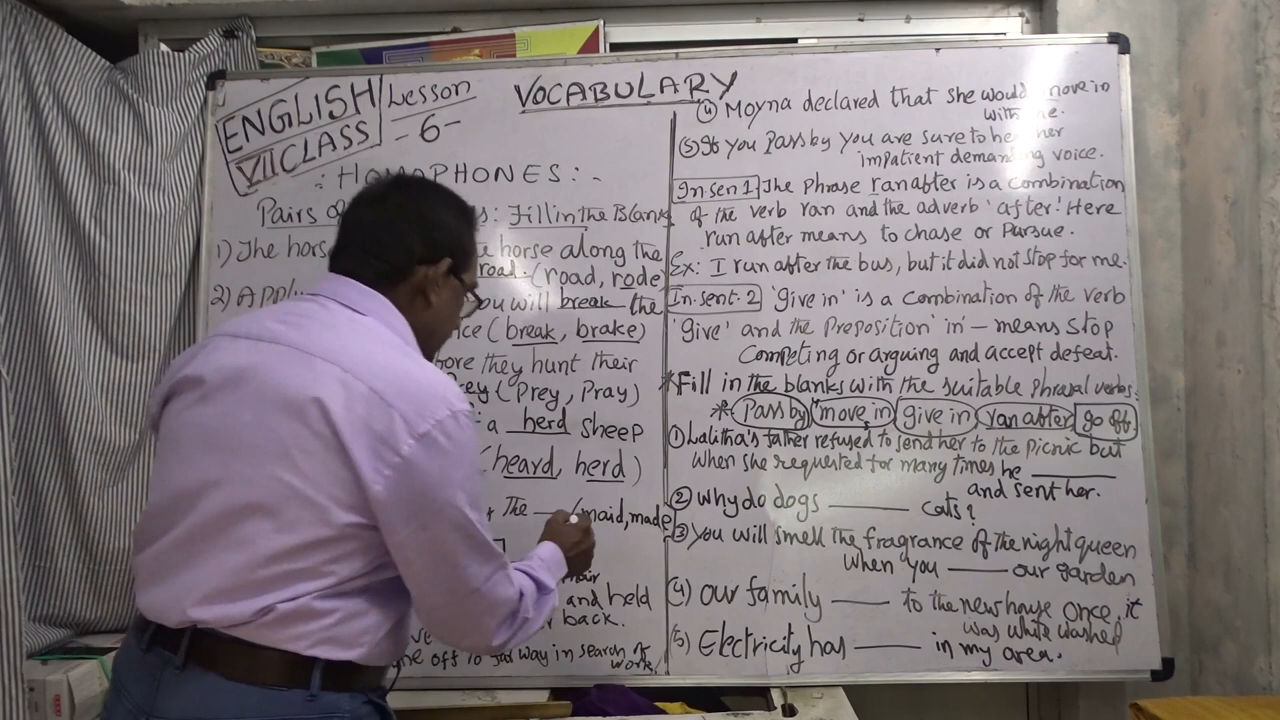 ENGLISH
VII CLASS
Lesson
-6-
VOCABULARY
: HOMOPHONES : -
Pairs of : Fill in the Blanks
1) The horse along the
road. (road, rode)
2) you will break the
(break, brake)
they hunt their
Prey (Prey, Pray)
a herd sheep
(heard, herd)
The ___ (maid, made)
hair
and held
back.
off to far way in search of
work.
(4) Moyna declared that she would move in
with me.
(5) If you Pass by you are sure to hear her
impatient demanding voice.
In sen 1 The Phrase ran after is a combination
of the verb ran and the adverb 'after'. Here
run after means to chase or Pursue.
Ex: I run after the bus, but it did not stop for me.
In. sent. 2 'give in' is a Combination of the verb
'give' and the Preposition 'in' – means stop
Competing or arguing and accept defeat.
*Fill in the blanks with the suitable phrasal verbs:
*- Pass by move in give in ran after go off
(1) Lalitha's father refused to send her to the picnic but
when she requested for many times he ______
and sent her.
(2) Why do dogs ______ cats?
(3) You will smell the fragrance of the night queen
when you ____ our garden
(4) our family ____ to the new house once, it
was white washed
(5) Electricity has ____ in my area.